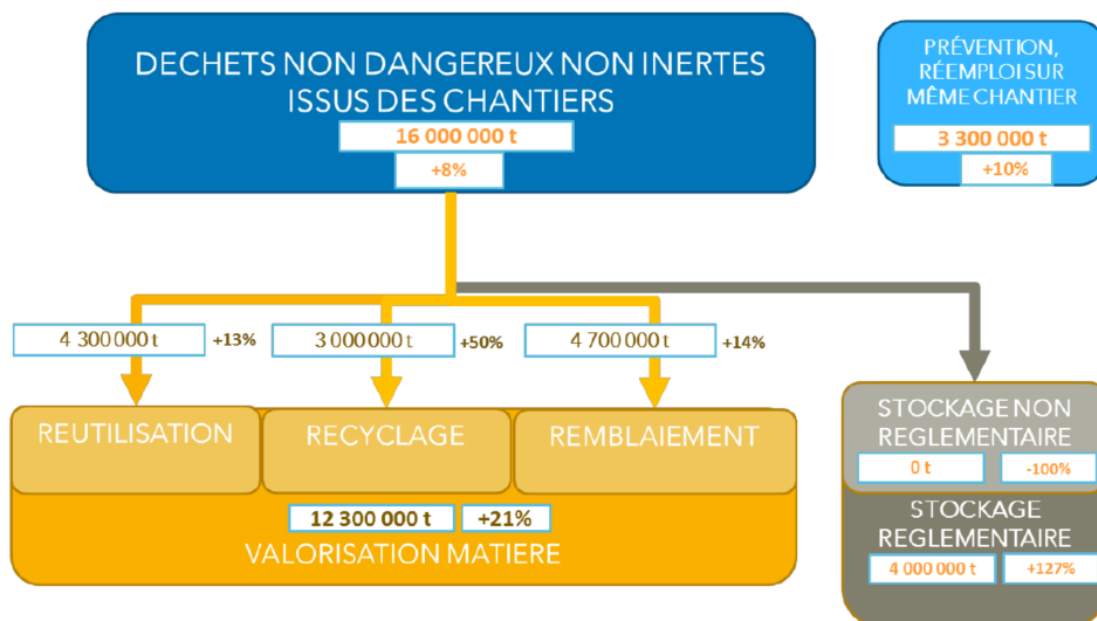 DECHETS NON DANGEREUX NON INERTES
ISSUS DES CHANTIERS
16 000 000 t
+8%
PRÉVENTION,
RÉEMPLOI SUR
MÊME CHANTIER
3 300 000 t
+10%
4 300 000 t +13%
3 000 000 t +50%
4 700 000 t +14%
REUTILISATION
RECYCLAGE
REMBLAIEMENT
12 300 000 t +21%
VALORISATION MATIERE
STOCKAGE NON
REGLEMENTAIRE
0 t -100%
STOCKAGE
REGLEMENTAIRE
4 000 000 t +127%